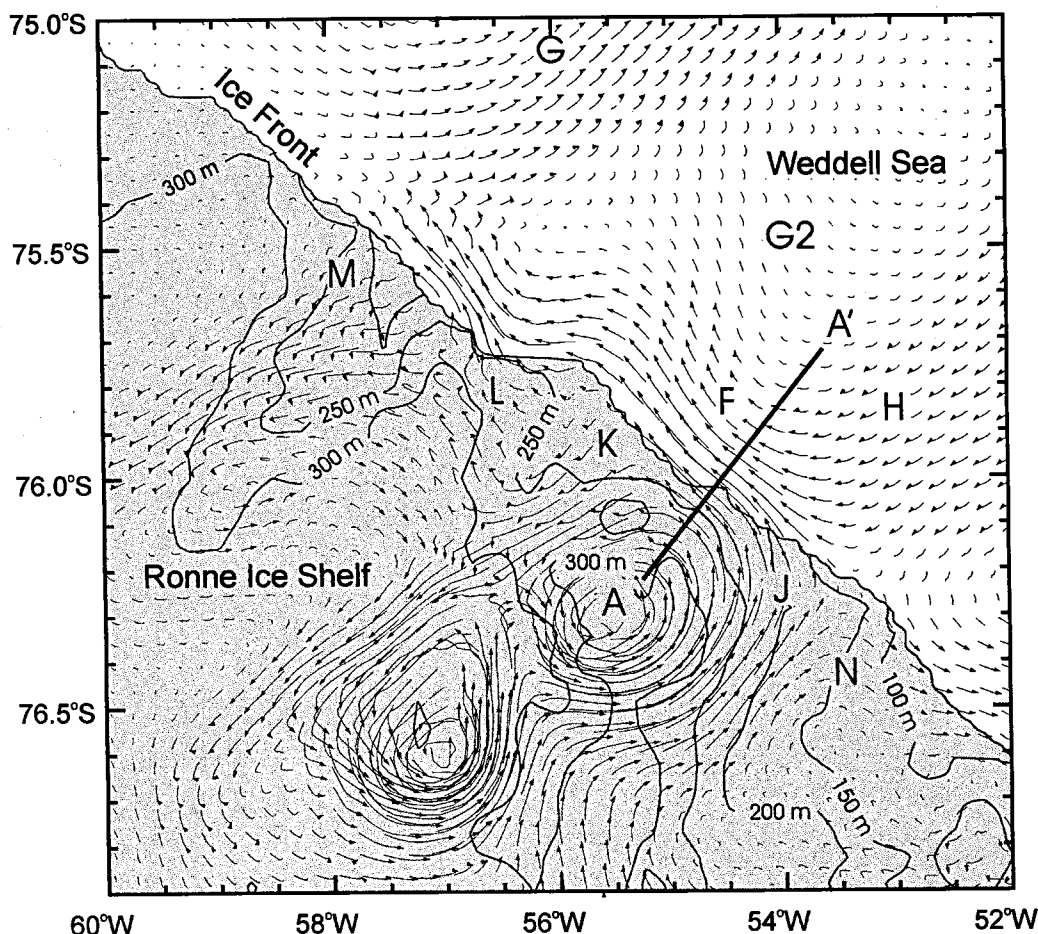 75.0°S
G
Ice Front
Weddell Sea
300 m
75.5°S
G2
M
A'
L
F
H
250 m
250 m
K
300 m
76.0°S
Ronne Ice Shelf
300 m
A
J
N
100 m
76.5°S
200 m
150 m
60°W
58°W
56°W
54°W
52°W